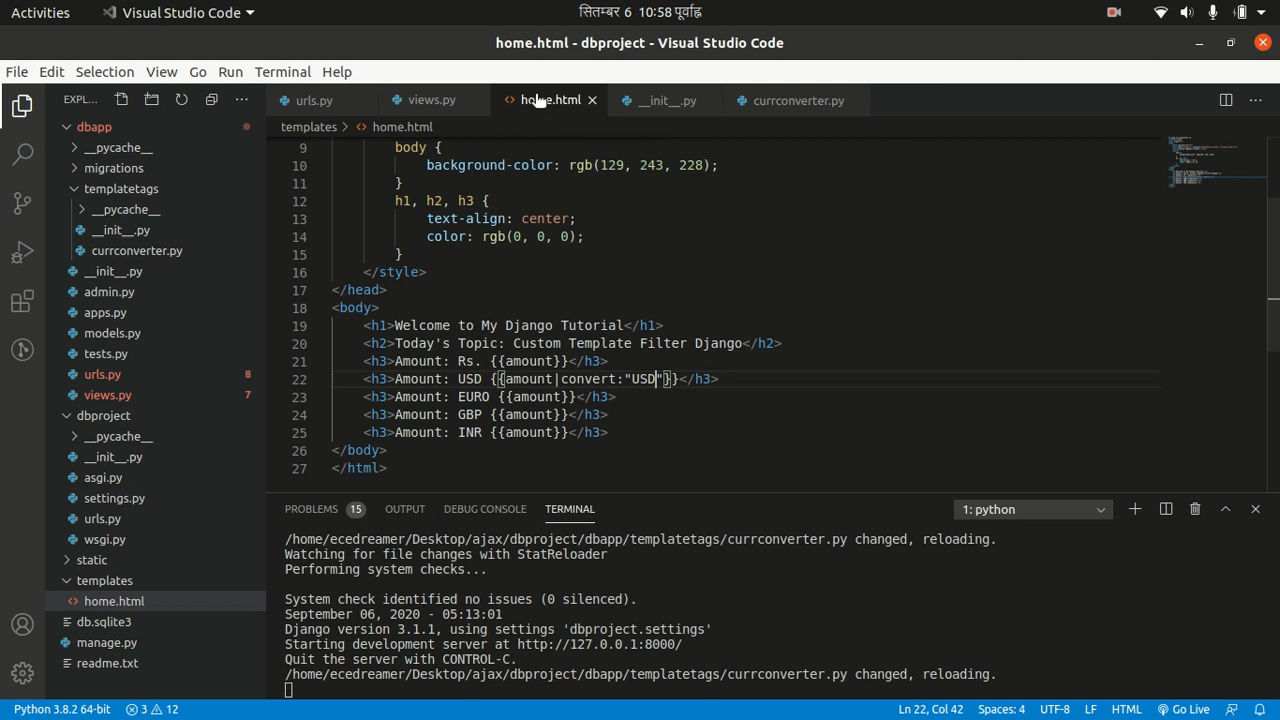 Activities Visual Studio Code सितम्बर 6 10:58 पूर्वाह्न
home.html - dbproject - Visual Studio Code
File Edit Selection View Go Run Terminal Help
EXPL... urls.py views.py home.html __init__.py currconverter.py
templates > home.html
dbapp
__pycache__
migrations
templatetags
__pycache__
__init__.py
currconverter.py
__init__.py
admin.py
apps.py
models.py
tests.py
urls.py 8
views.py 7
dbproject
__pycache__
__init__.py
asgi.py
settings.py
urls.py
wsgi.py
static
templates
home.html
db.sqlite3
manage.py
readme.txt
9 body {
10 background-color: rgb(129, 243, 228);
11 }
12 h1, h2, h3 {
13 text-align: center;
14 color: rgb(0, 0, 0);
15 }
16 </style>
17 </head>
18 <body>
19 <h1>Welcome to My Django Tutorial</h1>
20 <h2>Today's Topic: Custom Template Filter Django</h2>
21 <h3>Amount: Rs. {{amount}}</h3>
22 <h3>Amount: USD {{amount|convert:"USD"}}</h3>
23 <h3>Amount: EURO {{amount}}</h3>
24 <h3>Amount: GBP {{amount}}</h3>
25 <h3>Amount: INR {{amount}}</h3>
26 </body>
27 </html>
PROBLEMS 15 OUTPUT DEBUG CONSOLE TERMINAL 1: python
/home/ecedreamer/Desktop/ajax/dbproject/dbapp/templatetags/currconverter.py changed, reloading.
Watching for file changes with StatReloader
Performing system checks...
System check identified no issues (0 silenced).
September 06, 2020 - 05:13:01
Django version 3.1.1, using settings 'dbproject.settings'
Starting development server at http://127.0.0.1:8000/
Quit the server with CONTROL-C.
/home/ecedreamer/Desktop/ajax/dbproject/dbapp/templatetags/currconverter.py changed, reloading.
Python 3.8.2 64-bit 3 12 Ln 22, Col 42 Spaces: 4 UTF-8 LF HTML Go Live